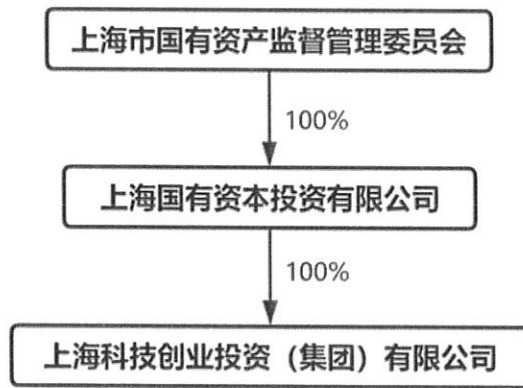 上海市国有资产监督管理委员会
100%
上海国有资本投资有限公司
100%
上海科技创业投资（集团）有限公司